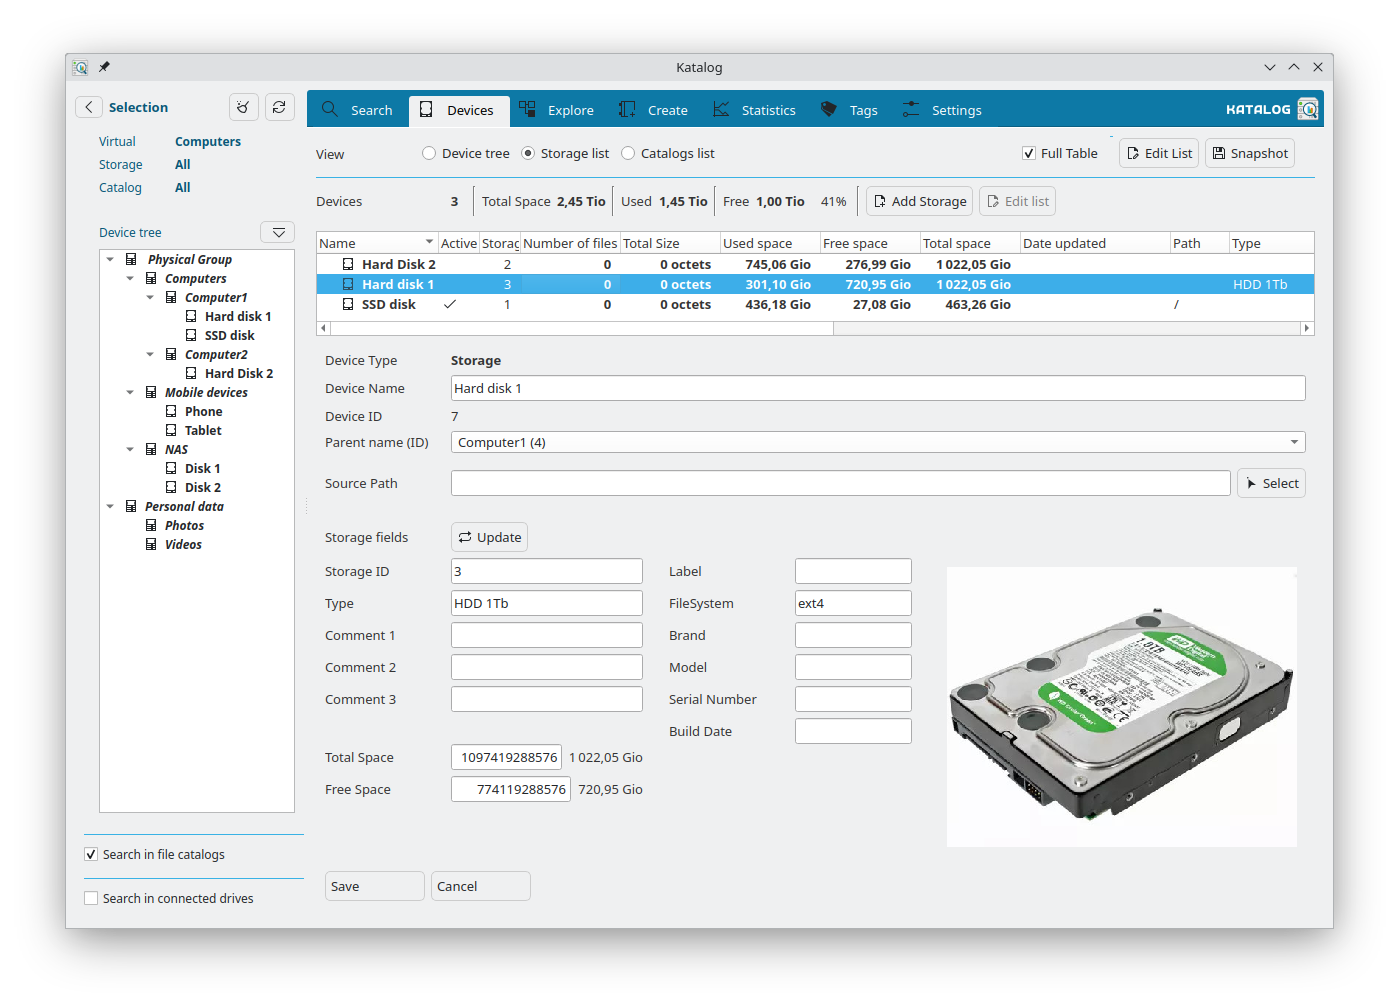 Katalog
Selection
Virtual Computers
Storage All
Catalog All
Device tree
Physical Group
Computers
Computer1
Hard disk 1
SSD disk
Computer2
Hard Disk 2
Mobile devices
Phone
Tablet
NAS
Disk 1
Disk 2
Personal data
Photos
Videos
Search in file catalogs
Search in connected drives
Search Devices Explore Create Statistics Tags Settings KATALOG
View Device tree Storage list Catalogs list Full Table Edit List Snapshot
Devices 3 Total Space 2,45 Tio Used 1,45 Tio Free 1,00 Tio 41% Add Storage Edit list
Name Active Storag Number of files Total Size Used space Free space Total space Date updated Path Type
Hard Disk 2 2 0 0 octets 745,06 Gio 276,99 Gio 1 022,05 Gio
Hard disk 1 3 0 0 octets 301,10 Gio 720,95 Gio 1 022,05 Gio HDD 1Tb
SSD disk 1 0 0 octets 436,18 Gio 27,08 Gio 463,26 Gio /
Device Type Storage
Device Name Hard disk 1
Device ID 7
Parent name (ID) Computer1 (4)
Source Path Select
Storage fields Update
Storage ID 3 Label
Type HDD 1Tb FileSystem ext4
Comment 1 Brand
Comment 2 Model
Comment 3 Serial Number
Build Date
Total Space 1097419288576 1 022,05 Gio
Free Space 774119288576 720,95 Gio
1.0TB
Save Cancel